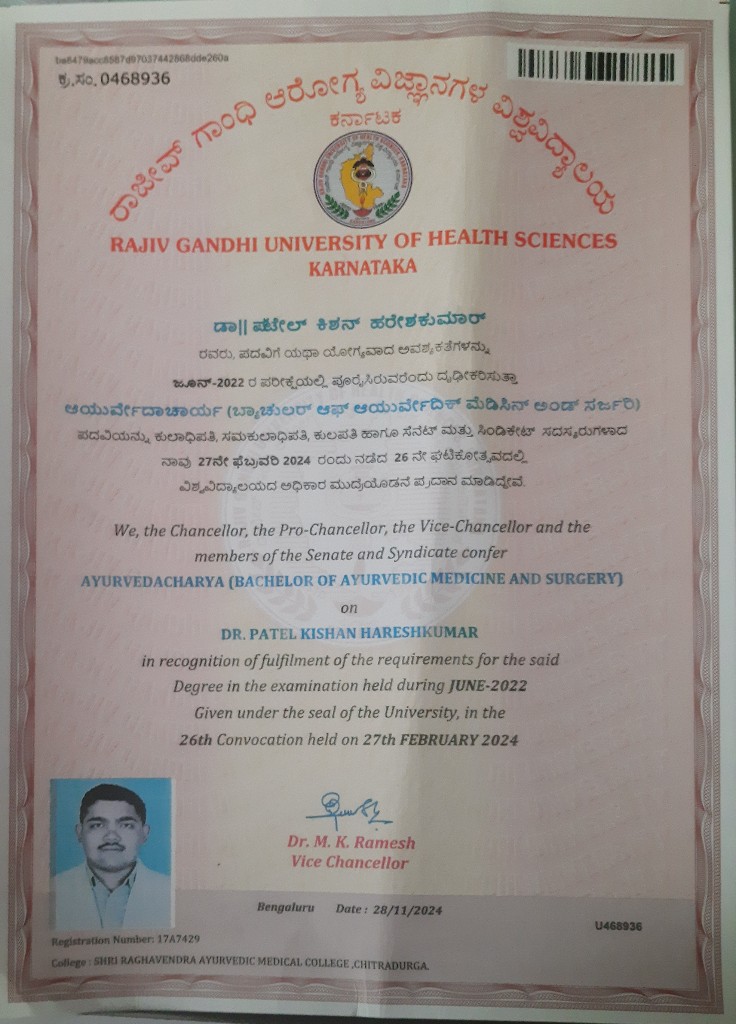 be8479acc8587d97037442868dde260a
ಕ್ರ.ಸಂ. 0468936
ರಾಜೀವ್ ಗಾಂಧಿ ಆರೋಗ್ಯ ವಿಜ್ಞಾನಗಳ ವಿಶ್ವವಿದ್ಯಾಲಯ
ಕರ್ನಾಟಕ
RAJIV GANDHI UNIVERSITY OF HEALTH SCIENCES
KARNATAKA
ಡಾ|| ಪಟೇಲ್ ಕಿಶನ್ ಹರೇಶಕುಮಾರ್
ರವರು, ಪದವಿಗೆ ಯಥಾ ಯೋಗ್ಯವಾದ ಅವಶ್ಯಕತೆಗಳನ್ನು
ಜೂನ್-2022 ರ ಪರೀಕ್ಷೆಯಲ್ಲಿ ಪೂರೈಸಿರುವರೆಂದು ದೃಢೀಕರಿಸುತ್ತಾ
ಆಯುರ್ವೇದಾಚಾರ್ಯ (ಬ್ಯಾಚುಲರ್ ಆಫ್ ಆಯುರ್ವೇದಿಕ್ ಮೆಡಿಸಿನ್ ಅಂಡ್ ಸರ್ಜರಿ)
ಪದವಿಯನ್ನು ಕುಲಾಧಿಪತಿ, ಸಮಕುಲಾಧಿಪತಿ, ಕುಲಪತಿ ಹಾಗೂ ಸೆನೆಟ್ ಮತ್ತು ಸಿಂಡಿಕೇಟ್ ಸದಸ್ಯರುಗಳಾದ
ನಾವು 27ನೇ ಫೆಬ್ರವರಿ 2024 ರಂದು ನಡೆದ 26 ನೇ ಘಟಿಕೋತ್ಸವದಲ್ಲಿ
ವಿಶ್ವವಿದ್ಯಾಲಯದ ಅಧಿಕಾರ ಮುದ್ರೆಯೊಡನೆ ಪ್ರದಾನ ಮಾಡಿದ್ದೇವೆ.
We, the Chancellor, the Pro-Chancellor, the Vice-Chancellor and the
members of the Senate and Syndicate confer
AYURVEDACHARYA (BACHELOR OF AYURVEDIC MEDICINE AND SURGERY)
on
DR. PATEL KISHAN HARESHKUMAR
in recognition of fulfilment of the requirements for the said
Degree in the examination held during JUNE-2022
Given under the seal of the University, in the
26th Convocation held on 27th FEBRUARY 2024
Dr. M. K. Ramesh
Vice Chancellor
Bengaluru Date : 28/11/2024
U468936
Registration Number: 17A7429
College : SHRI RAGHAVENDRA AYURVEDIC MEDICAL COLLEGE ,CHITRADURGA.